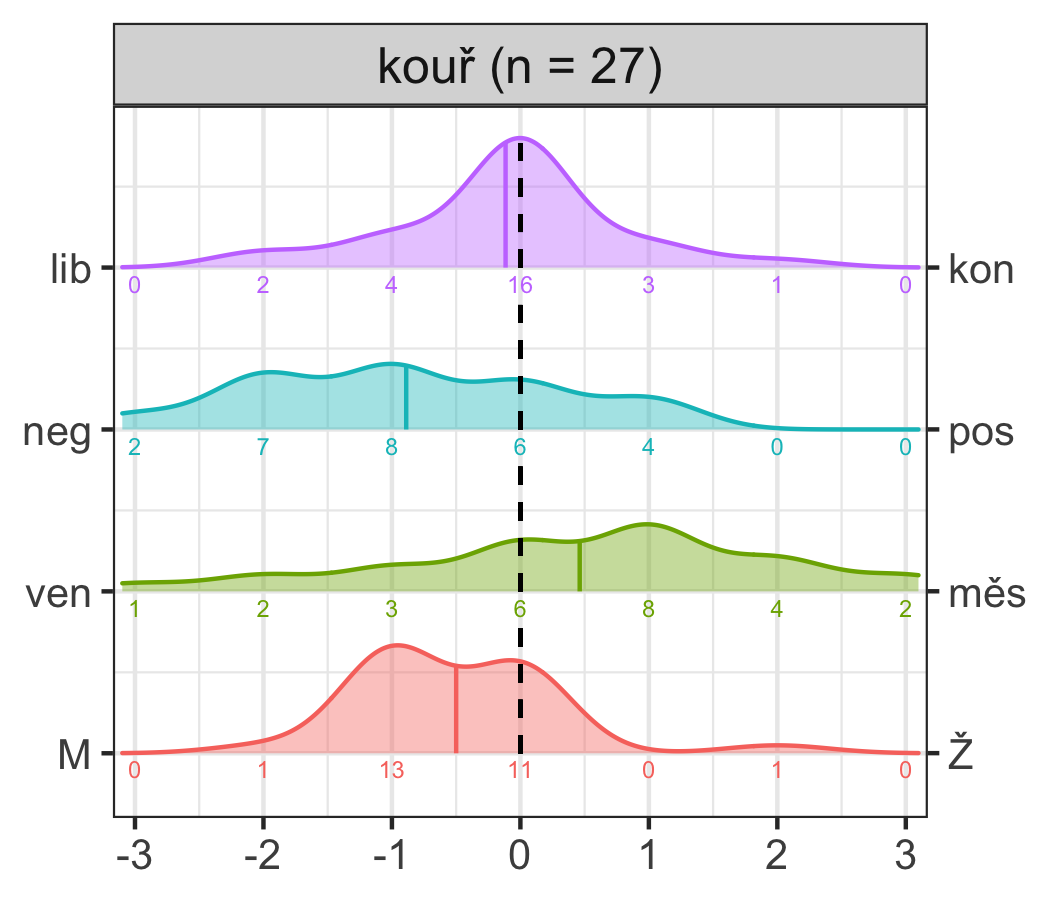 kouř (n = 27)
lib kon
0 2 4 16 3 1 0
neg pos
2 7 8 6 4 0 0
ven měs
1 2 3 6 8 4 2
M Ž
0 1 13 11 0 1 0
-3 -2 -1 0 1 2 3